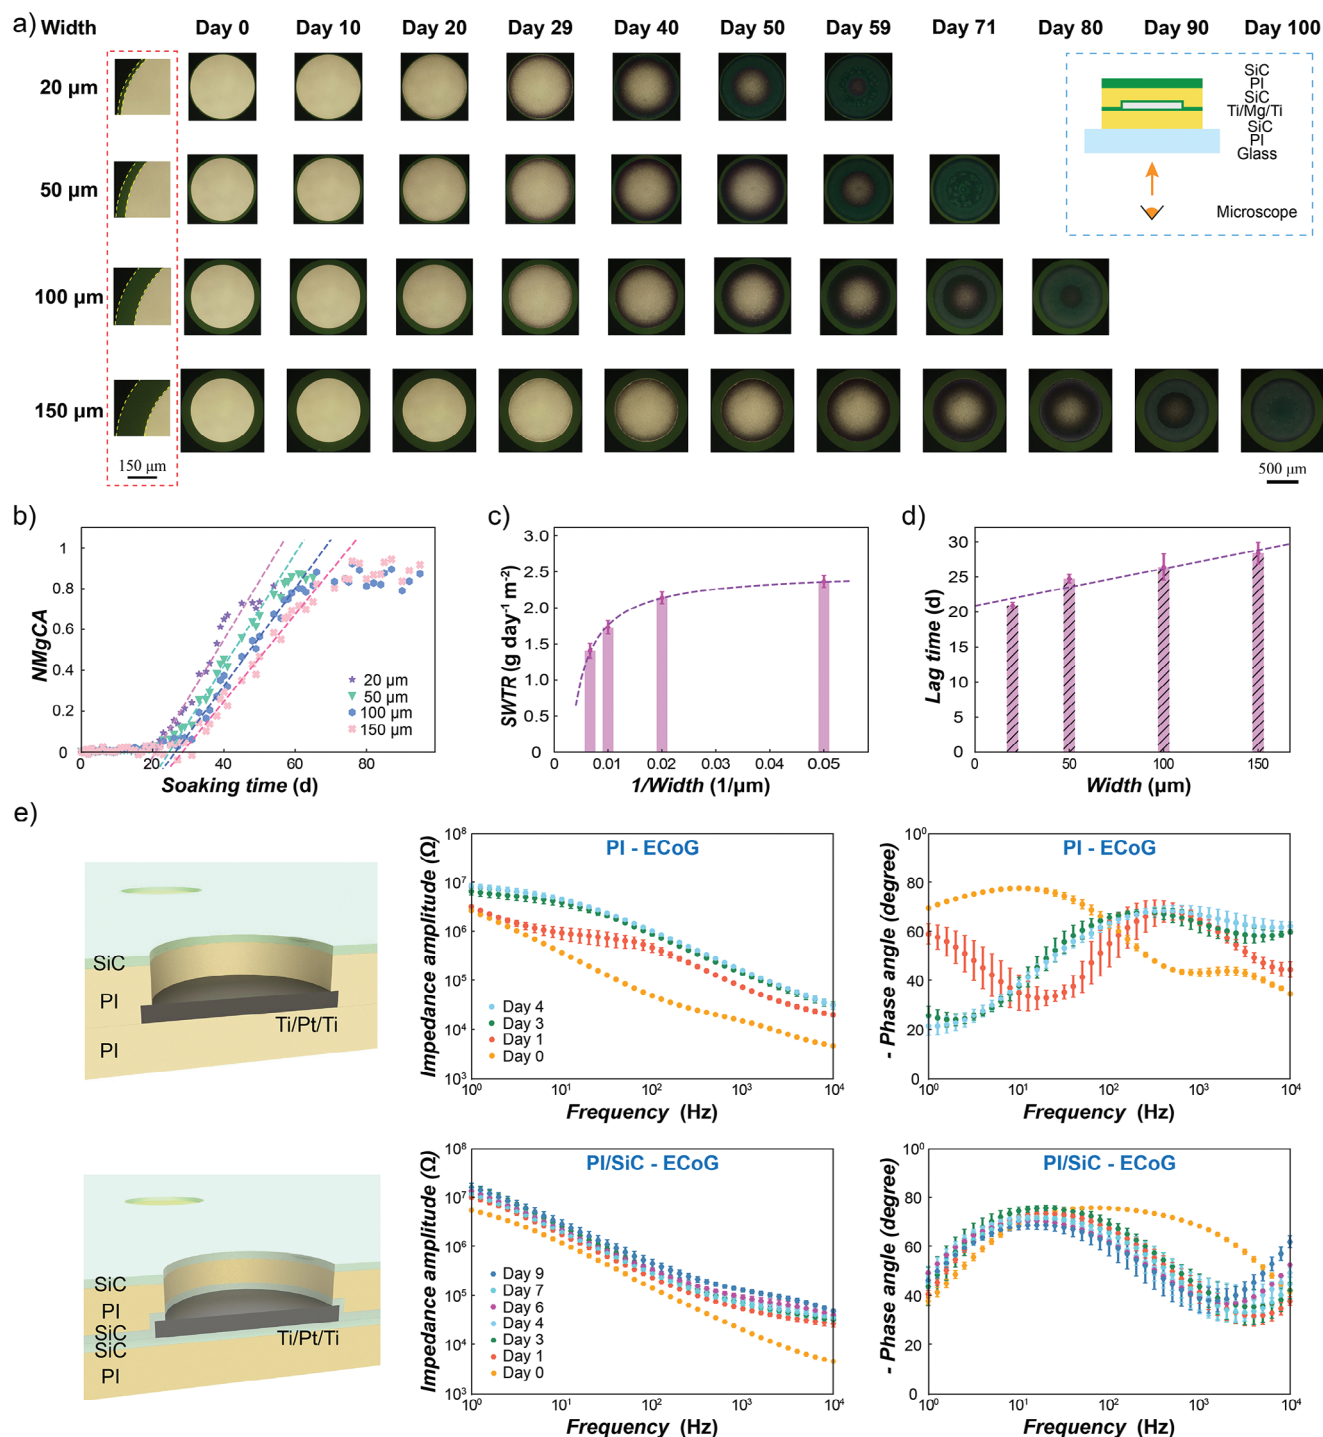 a) Width Day 0 Day 10 Day 20 Day 29 Day 40 Day 50 Day 59 Day 71 Day 80 Day 90 Day 100
20 μm
50 μm
100 μm
150 μm
150 μm
500 μm
SiC
PI
SiC
Ti/Mg/Ti
SiC
PI
Glass
Microscope
b)
NMgCA
1
0.8
0.6
0.4
0.2
0
0 20 40 60 80
20 μm
50 μm
100 μm
150 μm
Soaking time (d)
c)
SWTR (g day⁻¹ m⁻²)
3.0
2.5
2.0
1.5
1.0
0.5
0
0 0.01 0.02 0.03 0.04 0.05
1/Width (1/μm)
d)
Lag time (d)
30
25
20
15
10
5
0
0 50 100 150
Width (μm)
e)
SiC
PI
Ti/Pt/Ti
PI
PI - ECoG
Impedance amplitude (Ω)
10⁸
10⁷
10⁶
10⁵
10⁴
10³
Day 4
Day 3
Day 1
Day 0
10⁰ 10¹ 10² 10³ 10⁴
Frequency (Hz)
PI - ECoG
- Phase angle (degree)
10⁰
80
60
40
20
0
10⁰ 10¹ 10² 10³ 10⁴
Frequency (Hz)
SiC
PI
SiC
SiC
Ti/Pt/Ti
PI
PI/SiC - ECoG
Impedance amplitude (Ω)
10⁸
10⁷
10⁶
10⁵
10⁴
10³
Day 9
Day 7
Day 6
Day 4
Day 3
Day 1
Day 0
10⁰ 10¹ 10² 10³ 10⁴
Frequency (Hz)
PI/SiC - ECoG
- Phase angle (degree)
10⁰
80
60
40
20
0
10⁰ 10¹ 10² 10³ 10⁴
Frequency (Hz)